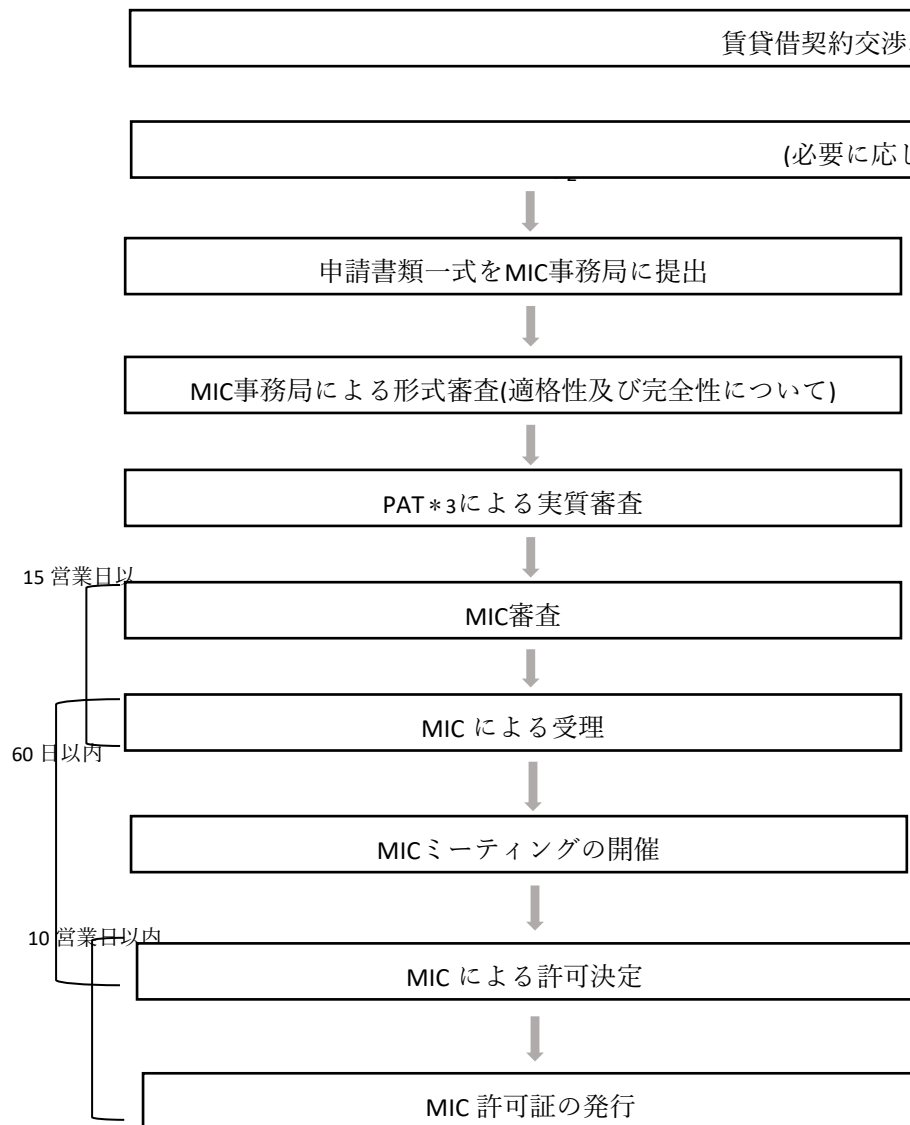 賃貸借契約交渉
(必要に応じ
2
申請書類一式をMIC事務局に提出
MIC事務局による形式審査(適格性及び完全性について)
PAT*3による実質審査
15 営業日以
MIC審査
MIC による受理
60 日以内
MICミーティングの開催
10 営業日以内
MIC による許可決定
MIC 許可証の発行